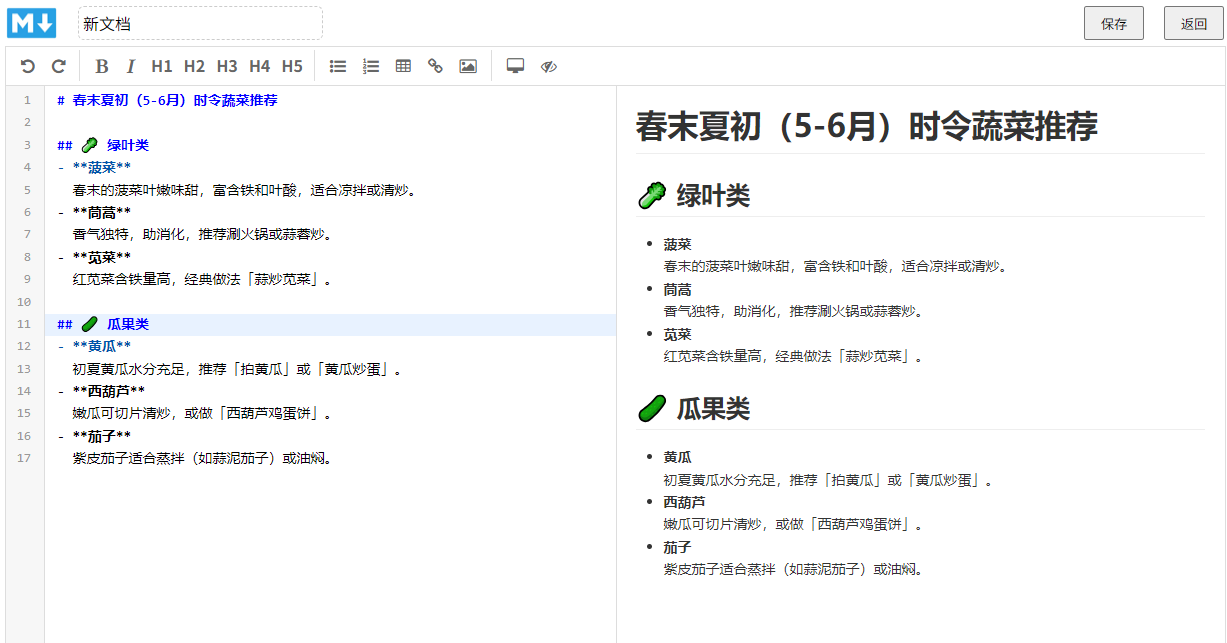 M↓ 新文档 保存 返回
B I H1 H2 H3 H4 H5
1 # 春末夏初（5-6月）时令蔬菜推荐
2
3 ## 🥬 绿叶类
4 - **菠菜**
5 春末的菠菜叶嫩味甜，富含铁和叶酸，适合凉拌或清炒。
6 - **茼蒿**
7 香气独特，助消化，推荐涮火锅或蒜蓉炒。
8 - **苋菜**
9 红苋菜含铁量高，经典做法「蒜炒苋菜」。
10
11 ## 🥒 瓜果类
12 - **黄瓜**
13 初夏黄瓜水分充足，推荐「拍黄瓜」或「黄瓜炒蛋」。
14 - **西葫芦**
15 嫩瓜可切片清炒，或做「西葫芦鸡蛋饼」。
16 - **茄子**
17 紫皮茄子适合蒸拌（如蒜泥茄子）或油焖。
春末夏初（5-6月）时令蔬菜推荐
🥬 绿叶类
• 菠菜
春末的菠菜叶嫩味甜，富含铁和叶酸，适合凉拌或清炒。
• 茼蒿
香气独特，助消化，推荐涮火锅或蒜蓉炒。
• 苋菜
红苋菜含铁量高，经典做法「蒜炒苋菜」。
🥒 瓜果类
• 黄瓜
初夏黄瓜水分充足，推荐「拍黄瓜」或「黄瓜炒蛋」。
• 西葫芦
嫩瓜可切片清炒，或做「西葫芦鸡蛋饼」。
• 茄子
紫皮茄子适合蒸拌（如蒜泥茄子）或油焖。